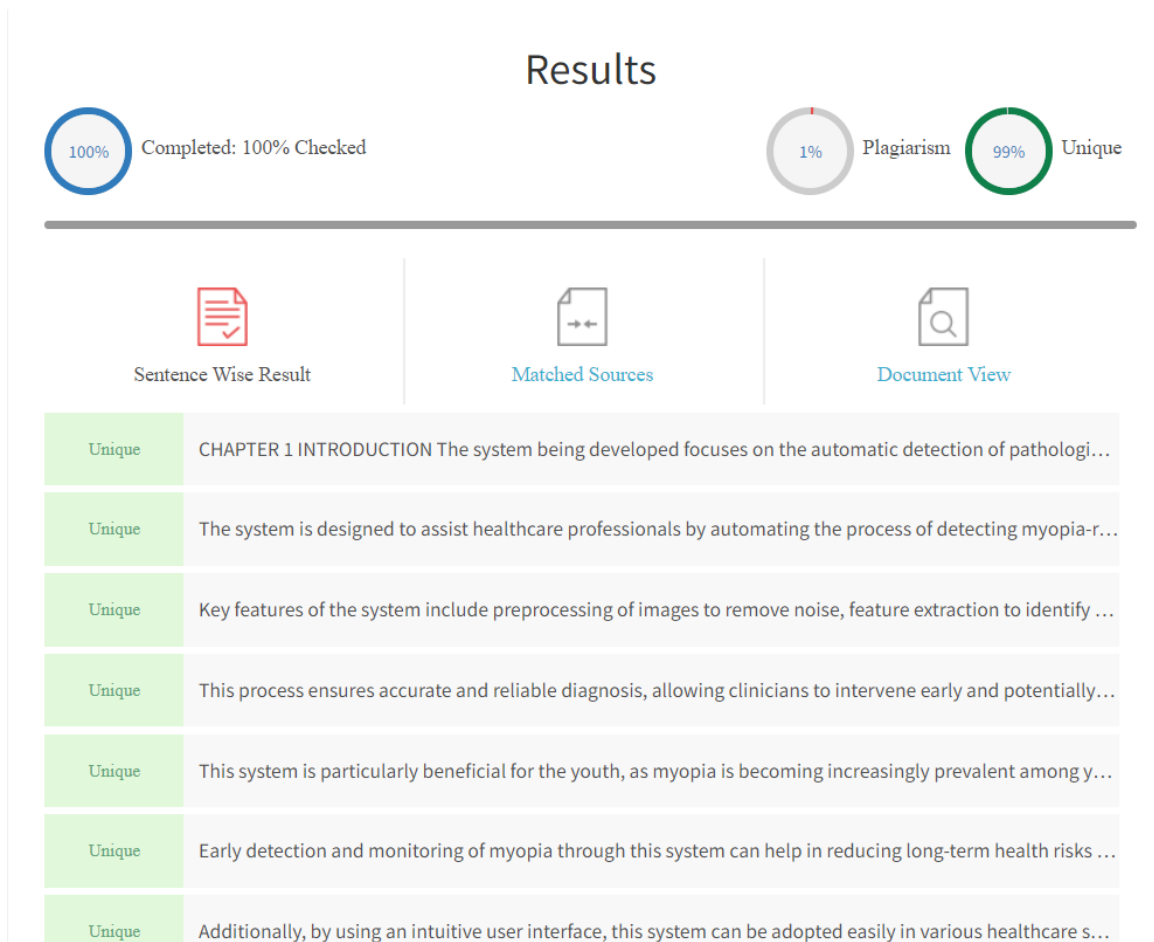 Results
100% Completed: 100% Checked 1% Plagiarism 99% Unique
Sentence Wise Result Matched Sources Document View
Unique CHAPTER 1 INTRODUCTION The system being developed focuses on the automatic detection of pathologi...
Unique The system is designed to assist healthcare professionals by automating the process of detecting myopia-r...
Unique Key features of the system include preprocessing of images to remove noise, feature extraction to identify ...
Unique This process ensures accurate and reliable diagnosis, allowing clinicians to intervene early and potentially...
Unique This system is particularly beneficial for the youth, as myopia is becoming increasingly prevalent among y...
Unique Early detection and monitoring of myopia through this system can help in reducing long-term health risks ...
Unique Additionally, by using an intuitive user interface, this system can be adopted easily in various healthcare s...